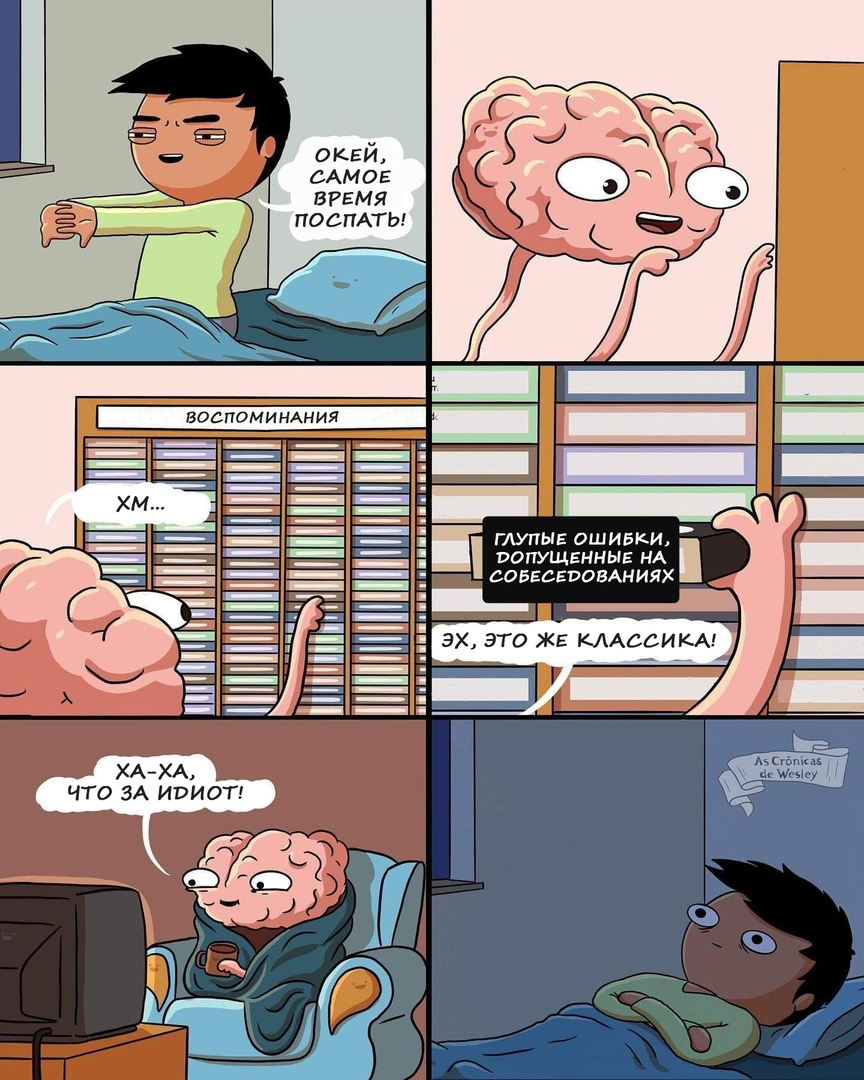 ОКЕЙ,
САМОЕ
ВРЕМЯ
ПОСПАТЬ!
ВОСПОМИНАНИЯ
ХМ...
ГЛУПЫЕ ОШИБКИ,
ДОПУЩЕННЫЕ НА
СОБЕСЕДОВАНИЯХ
ЭХ, ЭТО ЖЕ КЛАССИКА!
ХА-ХА,
ЧТО ЗА ИДИОТ!
As Crônicas
de Wesley